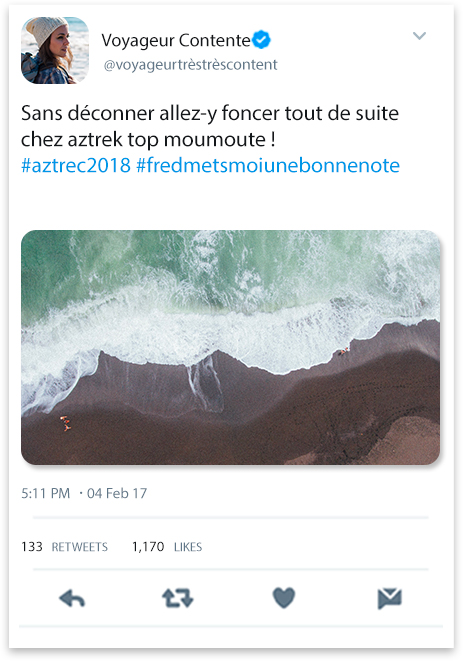 Voyageur Contente
@voyageurtrèstrèscontent
Sans déconner allez-y foncer tout de suite
chez aztrek top moumoute !
#aztrec2018 #fredmetsmoiunebonnenote
5:11 PM · 04 Feb 17
133 RETWEETS 1,170 LIKES